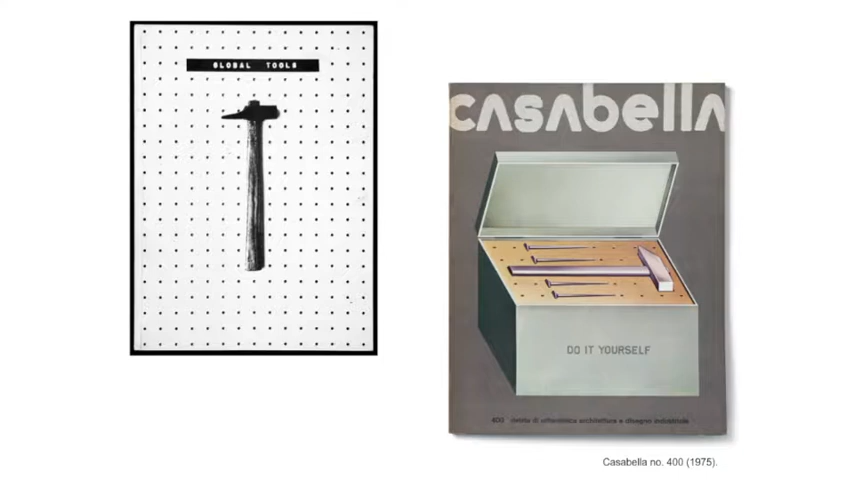 GLOBAL TOOLS
casabella
DO IT YOURSELF
400 rivista di urbanistica architettura e disegno industriale
Casabella no. 400 (1975).